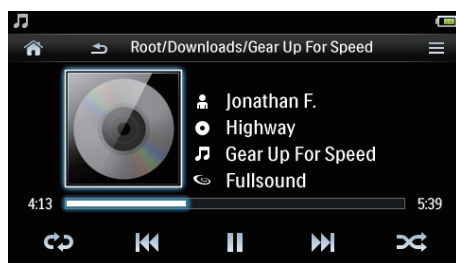 Root/Downloads/Gear Up For Speed
Jonathan F.
Highway
Gear Up For Speed
Fullsound
4:13 5:39